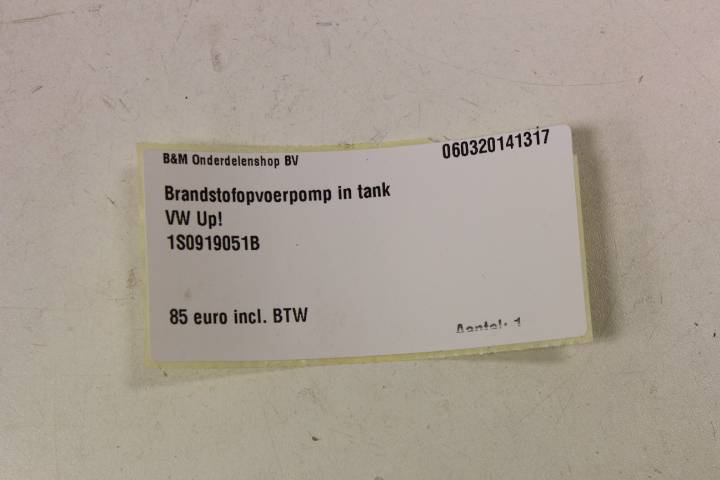 B&M Onderdelenshop BV
060320141317
Brandstofopvoerpomp in tank
VW Up!
1S0919051B
85 euro incl. BTW
Aantal: 1